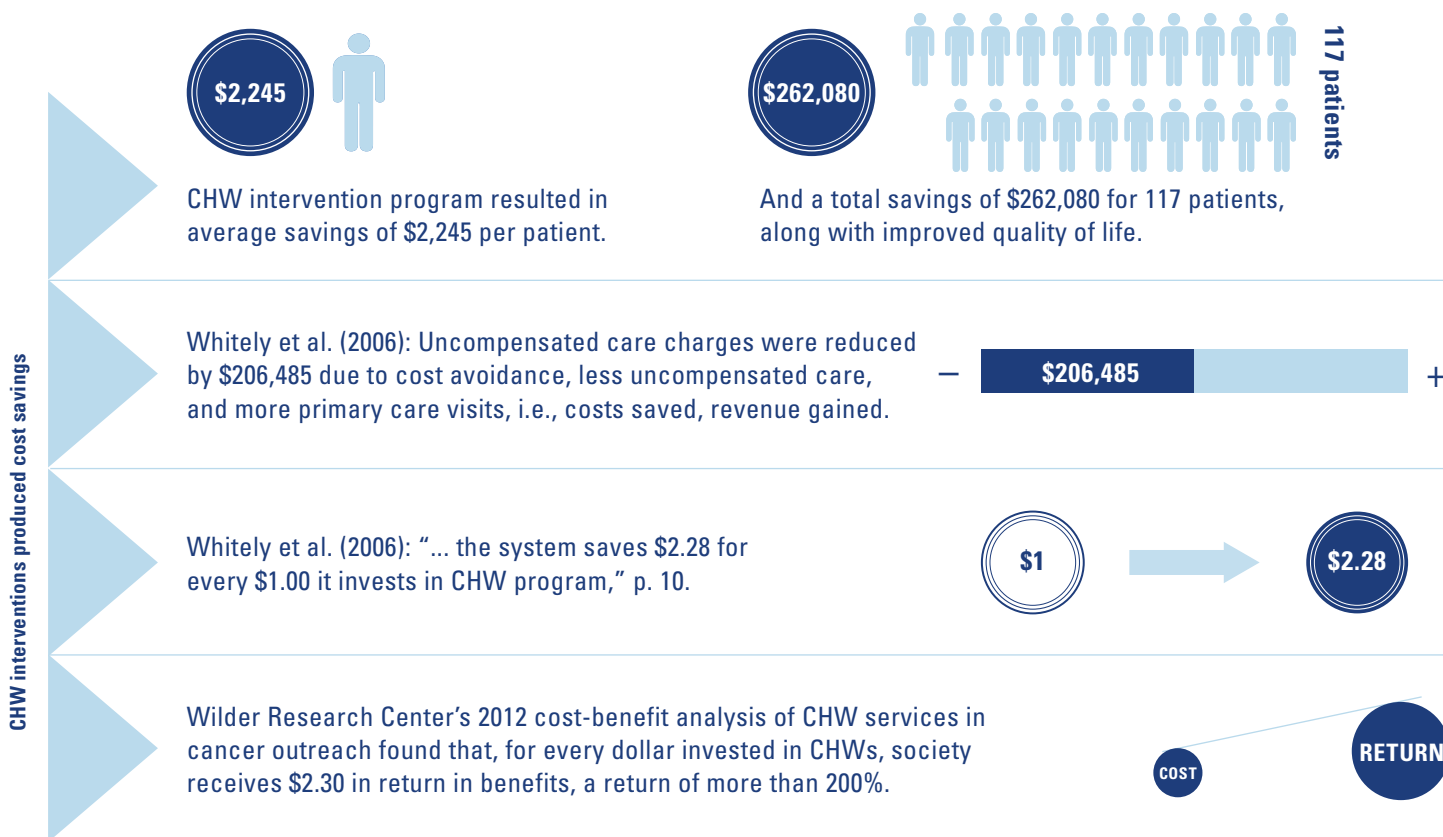 CHW interventions produced cost savings
$2,245
$262,080
117 patients
CHW intervention program resulted in
average savings of $2,245 per patient.
And a total savings of $262,080 for 117 patients,
along with improved quality of life.
Whitely et al. (2006): Uncompensated care charges were reduced
by $206,485 due to cost avoidance, less uncompensated care,
and more primary care visits, i.e., costs saved, revenue gained.
– $206,485 +
Whitely et al. (2006): “... the system saves $2.28 for
every $1.00 it invests in CHW program,” p. 10.
$1
$2.28
Wilder Research Center’s 2012 cost-benefit analysis of CHW services in
cancer outreach found that, for every dollar invested in CHWs, society
receives $2.30 in return in benefits, a return of more than 200%.
COST
RETURN